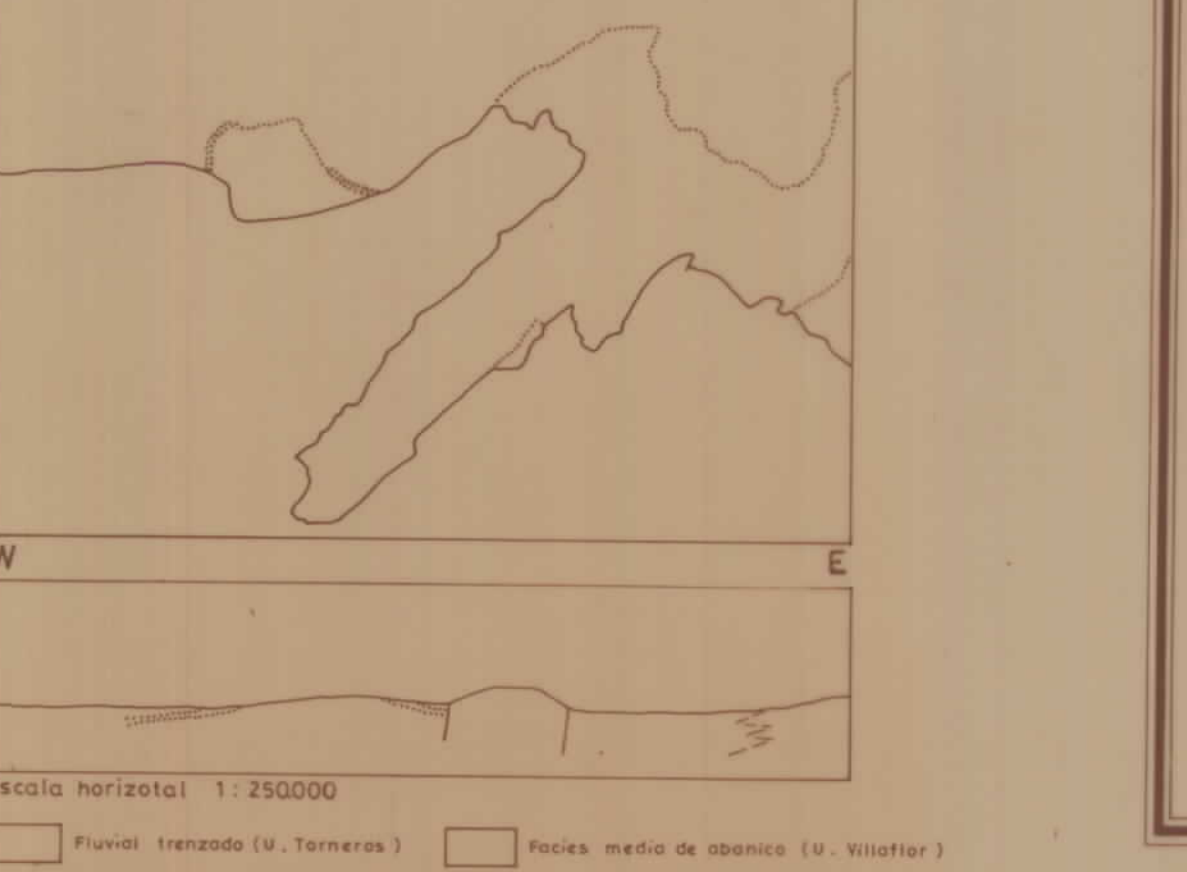 W
E
scala horizotal 1:250.000
Fluvial trenzado (U. Torneros)
Facies media de abanico (U. Villaflor)